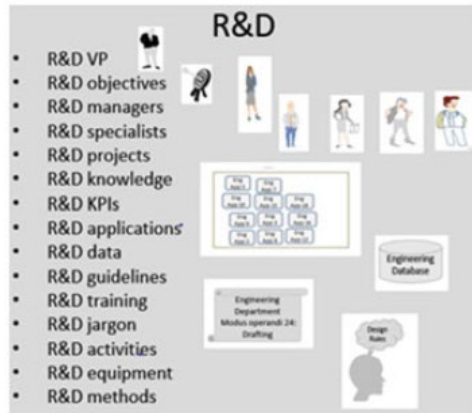 R&D
• R&D VP
• R&D objectives
• R&D managers
• R&D specialists
• R&D projects
• R&D knowledge
• R&D KPIs
• R&D applications
• R&D data
• R&D guidelines
• R&D training
• R&D jargon
• R&D activities
• R&D equipment
• R&D methods
Engineering
Database
Engineering
Department
Modus operandi 24:
Drafting
Design
Rules